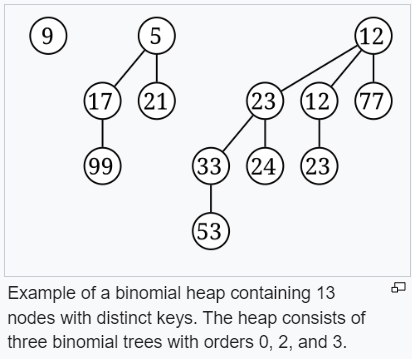 9 5 12
17 21 23 12 77
99 33 24 23
53
Example of a binomial heap containing 13
nodes with distinct keys. The heap consists of
three binomial trees with orders 0, 2, and 3.